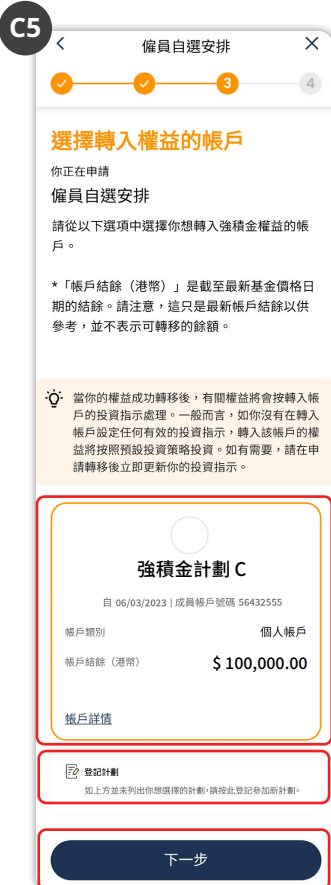 C5
僱員自選安排
3
4
選擇轉入權益的帳戶
你正在申請
僱員自選安排
請從以下選項中選擇你想轉入強積金權益的帳
戶。
*「帳戶結餘（港幣）」是截至最新基金價格日
期的結餘。請注意，這只是最新帳戶結餘以供
參考，並不表示可轉移的餘額。
當你的權益成功轉移後，有關權益將會按轉入帳
戶的投資指示處理。一般而言，如你沒有在轉入
帳戶設定任何有效的投資指示，轉入該帳戶的權
益將按照預設投資策略投資。如有需要，請在申
請轉移後立即更新你的投資指示。
強積金計劃 C
自 06/03/2023 | 成員帳戶號碼 56432555
帳戶類別 個人帳戶
帳戶結餘（港幣） $ 100,000.00
帳戶詳情
登記計劃
如上方並未列出你想選擇的計劃，請按此登記參加新計劃。
下一步